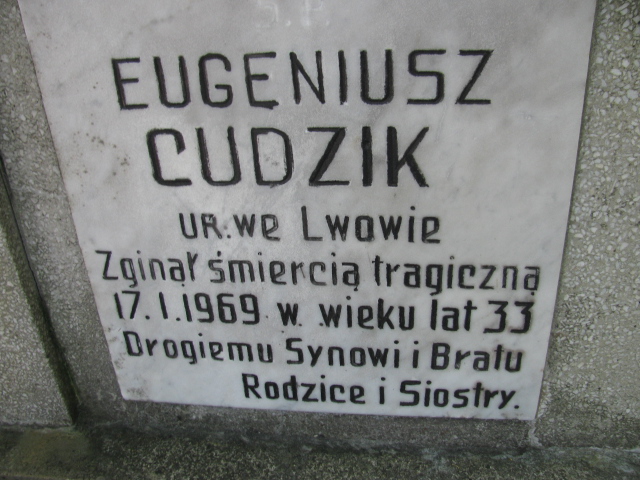 Ś.P.
EUGENIUSZ
CUDZIK
UR. we Lwowie
Zginął śmiercią tragiczną
17.1.1969 w wieku lat 33
Drogiemu Synowi i Bratu
Rodzice i Siostry.